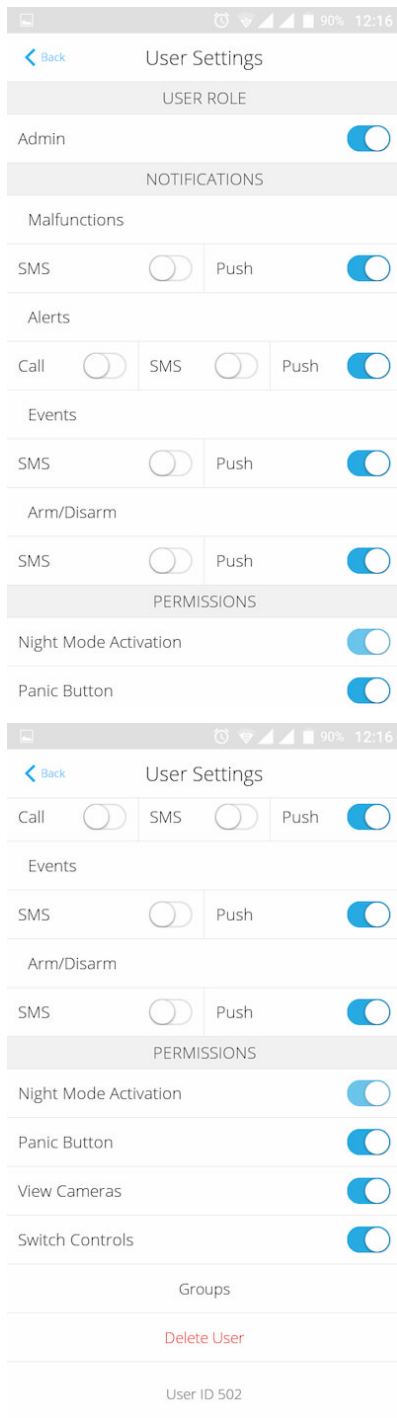 90% 12:16
Back User Settings
USER ROLE
Admin
NOTIFICATIONS
Malfunctions
SMS Push
Alerts
Call SMS Push
Events
SMS Push
Arm/Disarm
SMS Push
PERMISSIONS
Night Mode Activation
Panic Button
90% 12:16
Back User Settings
Call SMS Push
Events
SMS Push
Arm/Disarm
SMS Push
PERMISSIONS
Night Mode Activation
Panic Button
View Cameras
Switch Controls
Groups
Delete User
User ID 502